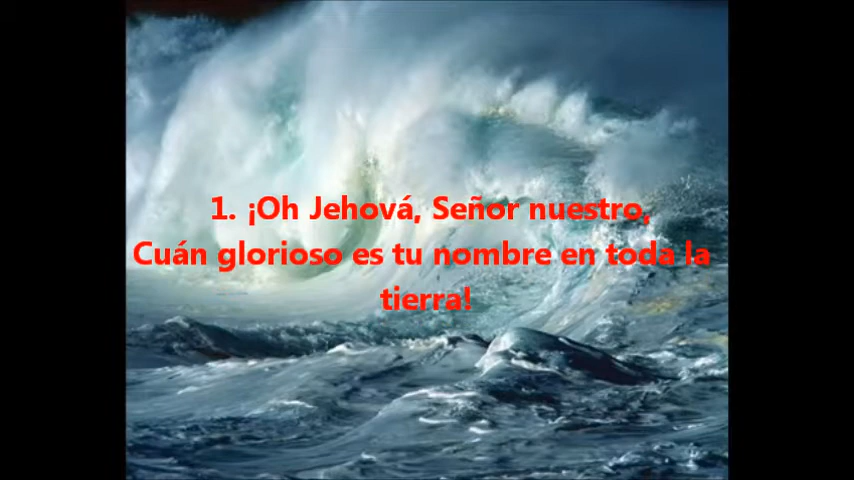 1. ¡Oh Jehová, Señor nuestro,
Cuán glorioso es tu nombre en toda la
tierra!